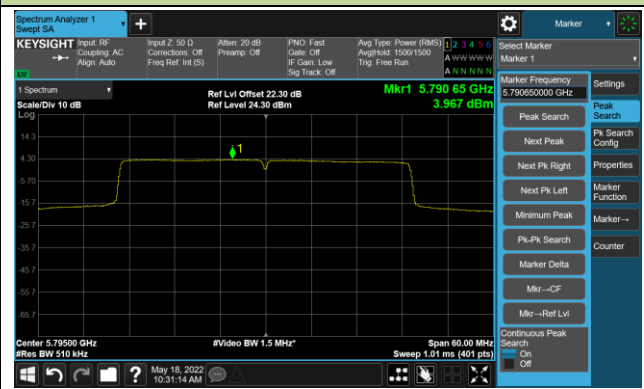 Spectrum Analyzer 1
Swept SA
+
Marker
KEYSIGHT
Input: RF
Coupling: AC
Align: Auto
Input Z: 50 Ω
Corrections: Off
Freq Ref: Int (S)
Atten: 20 dB
Preamp: Off
PNO: Fast
Gate: Off
IF Gain: Low
Sig Track: Off
Avg Type: Power (RMS)
Avg|Hold: 1500/1500
Trig: Free Run
1 2 3 4 5 6
A W W W W W
A N N N N N
Select Marker
Marker 1
LXI
1 Spectrum
Scale/Div 10 dB
Log
Ref Lvl Offset 22.30 dB
Ref Level 24.30 dBm
Mkr1 5.790 65 GHz
3.967 dBm
1
14.3
4.30
-5.70
-15.7
-25.7
-35.7
-45.7
-55.7
-65.7
Center 5.79500 GHz
#Res BW 510 kHz
#Video BW 1.5 MHz*
Span 60.00 MHz
Sweep 1.01 ms (401 pts)
Marker Frequency
5.790650000 GHz
Peak Search
Next Peak
Next Pk Right
Next Pk Left
Minimum Peak
Pk-Pk Search
Marker Delta
Mkr→CF
Mkr→Ref Lvl
Continuous Peak
Search
On
Off
Settings
Peak
Search
Pk Search
Config
Properties
Marker
Function
Marker→
Counter
?
May 18, 2022
10:31:14 AM